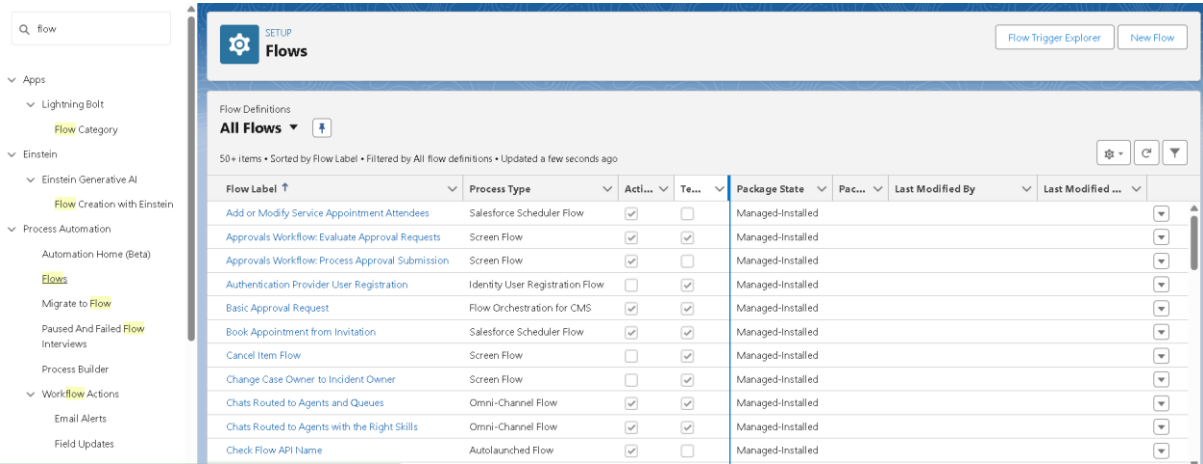 flow
Apps
Lightning Bolt
Flow Category
Einstein
Einstein Generative AI
Flow Creation with Einstein
Process Automation
Automation Home (Beta)
Flows
Migrate to Flow
Paused And Failed Flow
Interviews
Process Builder
Workflow Actions
Email Alerts
Field Updates
SETUP
Flows
Flow Trigger Explorer New Flow
Flow Definitions
All Flows
50+ items • Sorted by Flow Label • Filtered by All flow definitions • Updated a few seconds ago
Flow Label ↑ Process Type Acti... Te... Package State Pac... Last Modified By Last Modified ...
Add or Modify Service Appointment Attendees Salesforce Scheduler Flow Managed-Installed
Approvals Workflow: Evaluate Approval Requests Screen Flow Managed-Installed
Approvals Workflow: Process Approval Submission Screen Flow Managed-Installed
Authentication Provider User Registration Identity User Registration Flow Managed-Installed
Basic Approval Request Flow Orchestration for CMS Managed-Installed
Book Appointment from Invitation Salesforce Scheduler Flow Managed-Installed
Cancel Item Flow Screen Flow Managed-Installed
Change Case Owner to Incident Owner Screen Flow Managed-Installed
Chats Routed to Agents and Queues Omni-Channel Flow Managed-Installed
Chats Routed to Agents with the Right Skills Omni-Channel Flow Managed-Installed
Check Flow API Name Autolaunched Flow Managed-Installed